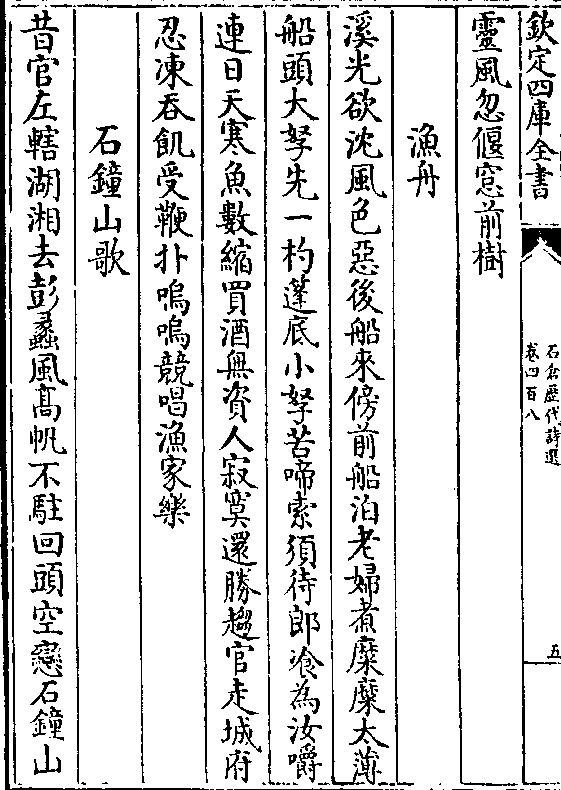 欽定四庫全書
石倉歷代詩選
卷四百八
五
靈風忽偃窓前樹
漁舟
溪光欲沈風色惡後船來傍前船泊老婦煮糜糜太薄
船頭大孥先一杓蓬底小孥苦啼索須待郎飡為汝嚼
連日天寒魚數縮買酒無資人寂寞還勝趨官走城府
忍凍吞飢受鞭扑嗚嗚競唱漁家樂
石鐘山歌
昔官左轄湖湘去彭蠡風髙帆不駐回頭空戀石鐘山